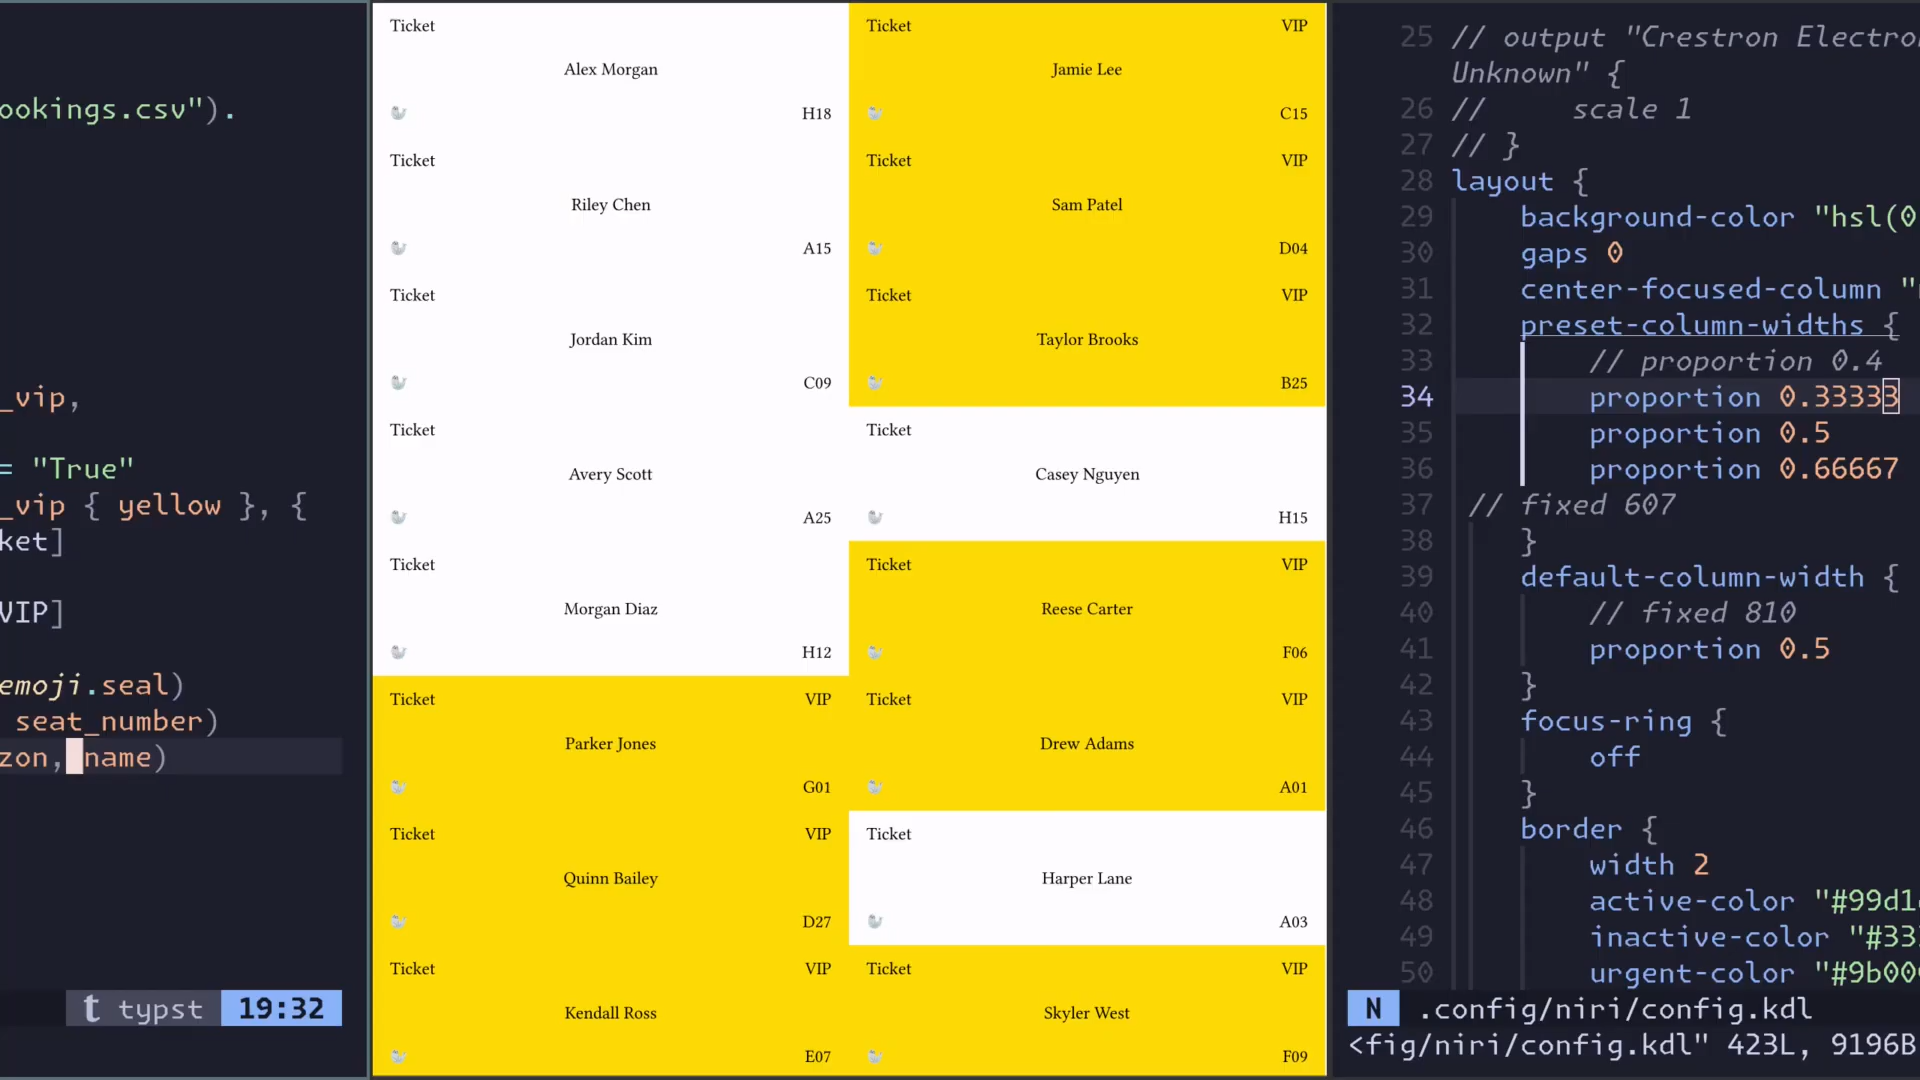 ookings.csv").
_vip,
= "True"
_vip { yellow }, {
ket]
VIP]
emoji.seal)
seat_number)
zon, name)
t typst 19:32
Ticket
Alex Morgan
H18
Ticket VIP
Jamie Lee
C15
Ticket
Riley Chen
A15
Ticket VIP
Sam Patel
D04
Ticket
Jordan Kim
C09
Ticket VIP
Taylor Brooks
B25
Ticket
Avery Scott
A25
Ticket
Casey Nguyen
H15
Ticket
Morgan Diaz
H12
Ticket VIP
Reese Carter
F06
Ticket VIP
Parker Jones
G01
Ticket VIP
Drew Adams
A01
Ticket VIP
Quinn Bailey
D27
Ticket
Harper Lane
A03
Ticket VIP
Kendall Ross
E07
Ticket VIP
Skyler West
F09
25 // output "Crestron Electro
Unknown" {
26 // scale 1
27 // }
28 layout {
29 background-color "hsl(0
30 gaps 0
31 center-focused-column "
32 preset-column-widths {
33 // proportion 0.4
34 proportion 0.33333
35 proportion 0.5
36 proportion 0.66667
37 // fixed 607
38 }
39 default-column-width {
40 // fixed 810
41 proportion 0.5
42 }
43 focus-ring {
44 off
45 }
46 border {
47 width 2
48 active-color "#99d1
49 inactive-color "#33
50 urgent-color "#9b00
N .config/niri/config.kdl
<fig/niri/config.kdl" 423L, 9196B